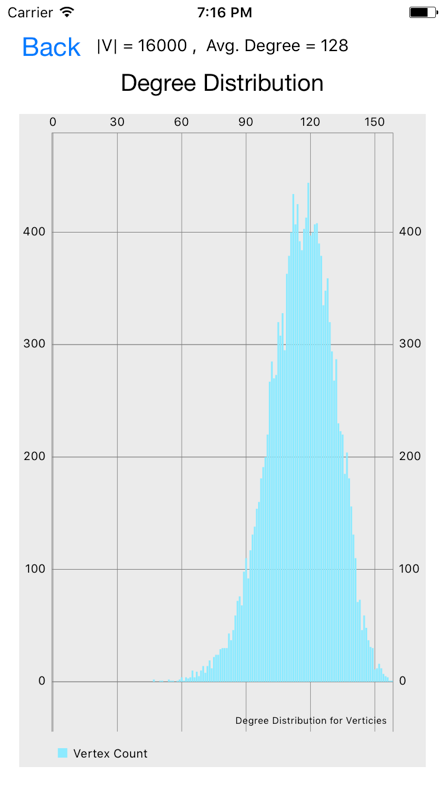 Carrier 7:16 PM
Back |V| = 16000 , Avg. Degree = 128
Degree Distribution
0 30 60 90 120 150
400 400
300 300
200 200
100 100
0 0
Degree Distribution for Verticies
Vertex Count